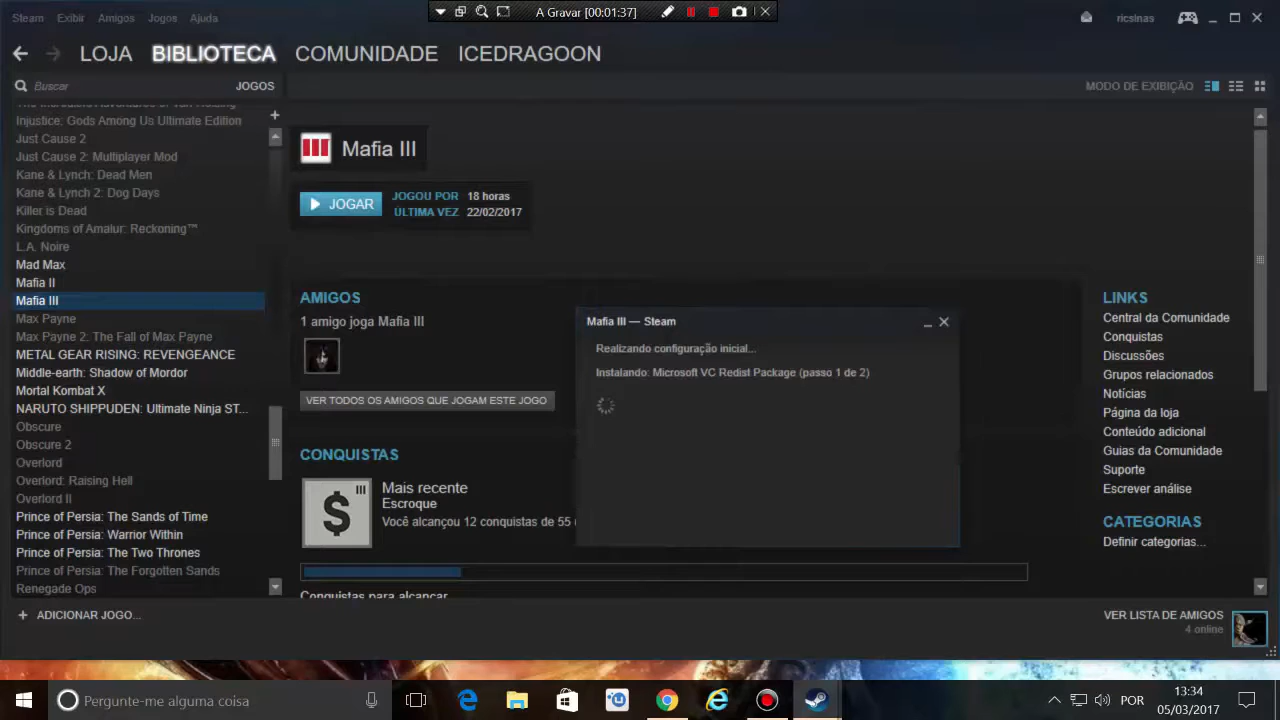 Steam Exibir Amigos Jogos Ajuda
A Gravar [00:01:37]
ricsinas
LOJA BIBLIOTECA COMUNIDADE ICEDRAGOON
Buscar JOGOS
MODO DE EXIBIÇÃO
Injustice: Gods Among Us Ultimate Edition
Just Cause 2
Just Cause 2: Multiplayer Mod
Kane & Lynch: Dead Men
Kane & Lynch 2: Dog Days
Killer is Dead
Kingdoms of Amalur: Reckoning™
L.A. Noire
Mad Max
Mafia II
Mafia III
Max Payne
Max Payne 2: The Fall of Max Payne
METAL GEAR RISING: REVENGEANCE
Middle-earth: Shadow of Mordor
Mortal Kombat X
NARUTO SHIPPUDEN: Ultimate Ninja ST...
Obscure
Obscure 2
Overlord
Overlord: Raising Hell
Overlord II
Prince of Persia: The Sands of Time
Prince of Persia: Warrior Within
Prince of Persia: The Two Thrones
Prince of Persia: The Forgotten Sands
Renegade Ops
+ ADICIONAR JOGO...
Mafia III
JOGAR
JOGOU POR 18 horas
ÚLTIMA VEZ 22/02/2017
AMIGOS
1 amigo joga Mafia III
VER TODOS OS AMIGOS QUE JOGAM ESTE JOGO
CONQUISTAS
III
$
Mais recente
Escroque
Você alcançou 12 conquistas de 55
Conquistas para alcançar
Mafia III — Steam
Realizando configuração inicial...
Instalando: Microsoft VC Redist Package (passo 1 de 2)
LINKS
Central da Comunidade
Conquistas
Discussões
Grupos relacionados
Notícias
Página da loja
Conteúdo adicional
Guias da Comunidade
Suporte
Escrever análise
CATEGORIAS
Definir categorias...
VER LISTA DE AMIGOS
4 online
Pergunte-me alguma coisa
POR
13:34
05/03/2017